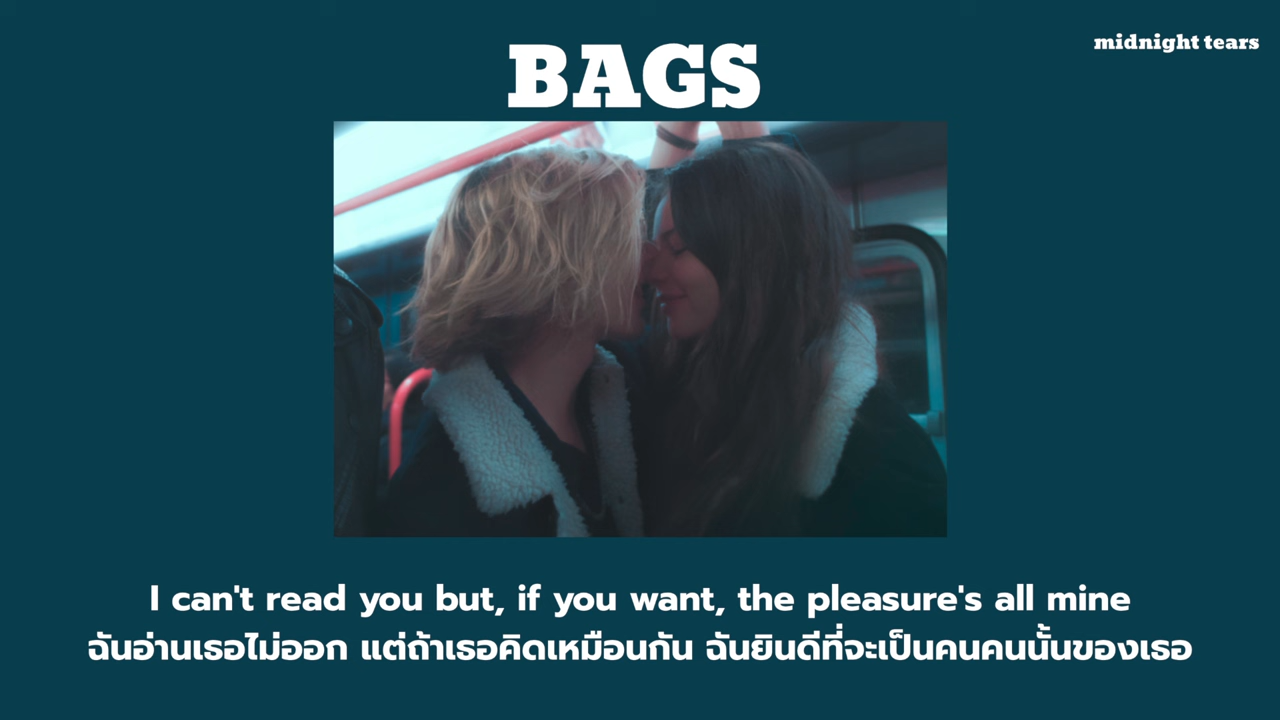 midnight tears
BAGS
I can't read you but, if you want, the pleasure's all mine
ฉันอ่านเธอไม่ออก แต่ถ้าเธอคิดเหมือนกัน ฉันยินดีที่จะเป็นคนคนนั้นของเธอ